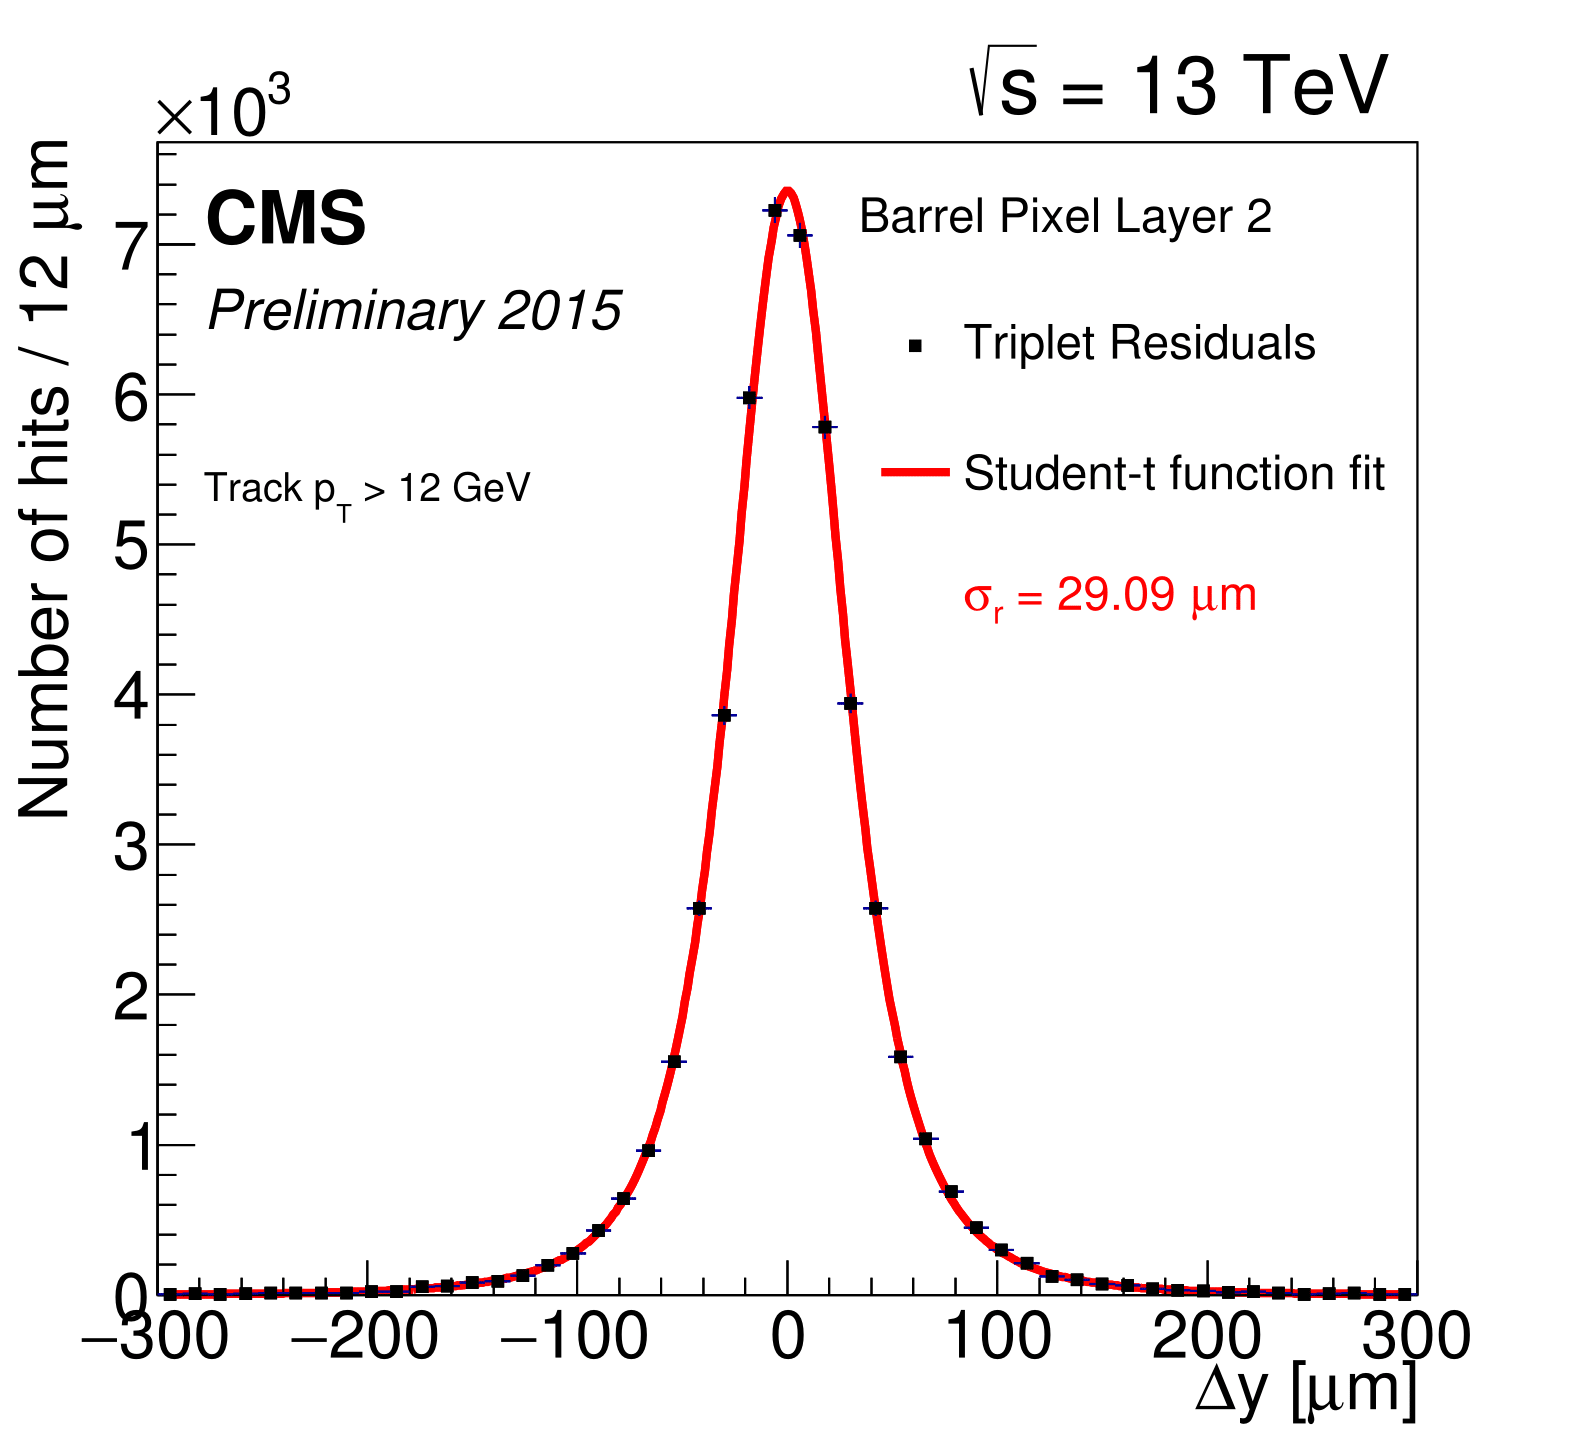 √s = 13 TeV
×10³
CMS
Preliminary 2015
Track pT > 12 GeV
Barrel Pixel Layer 2
Triplet Residuals
Student-t function fit
σr = 29.09 μm
Number of hits / 12 μm
7
6
5
4
3
2
1
0
−300 −200 −100 0 100 200 300
Δy [μm]